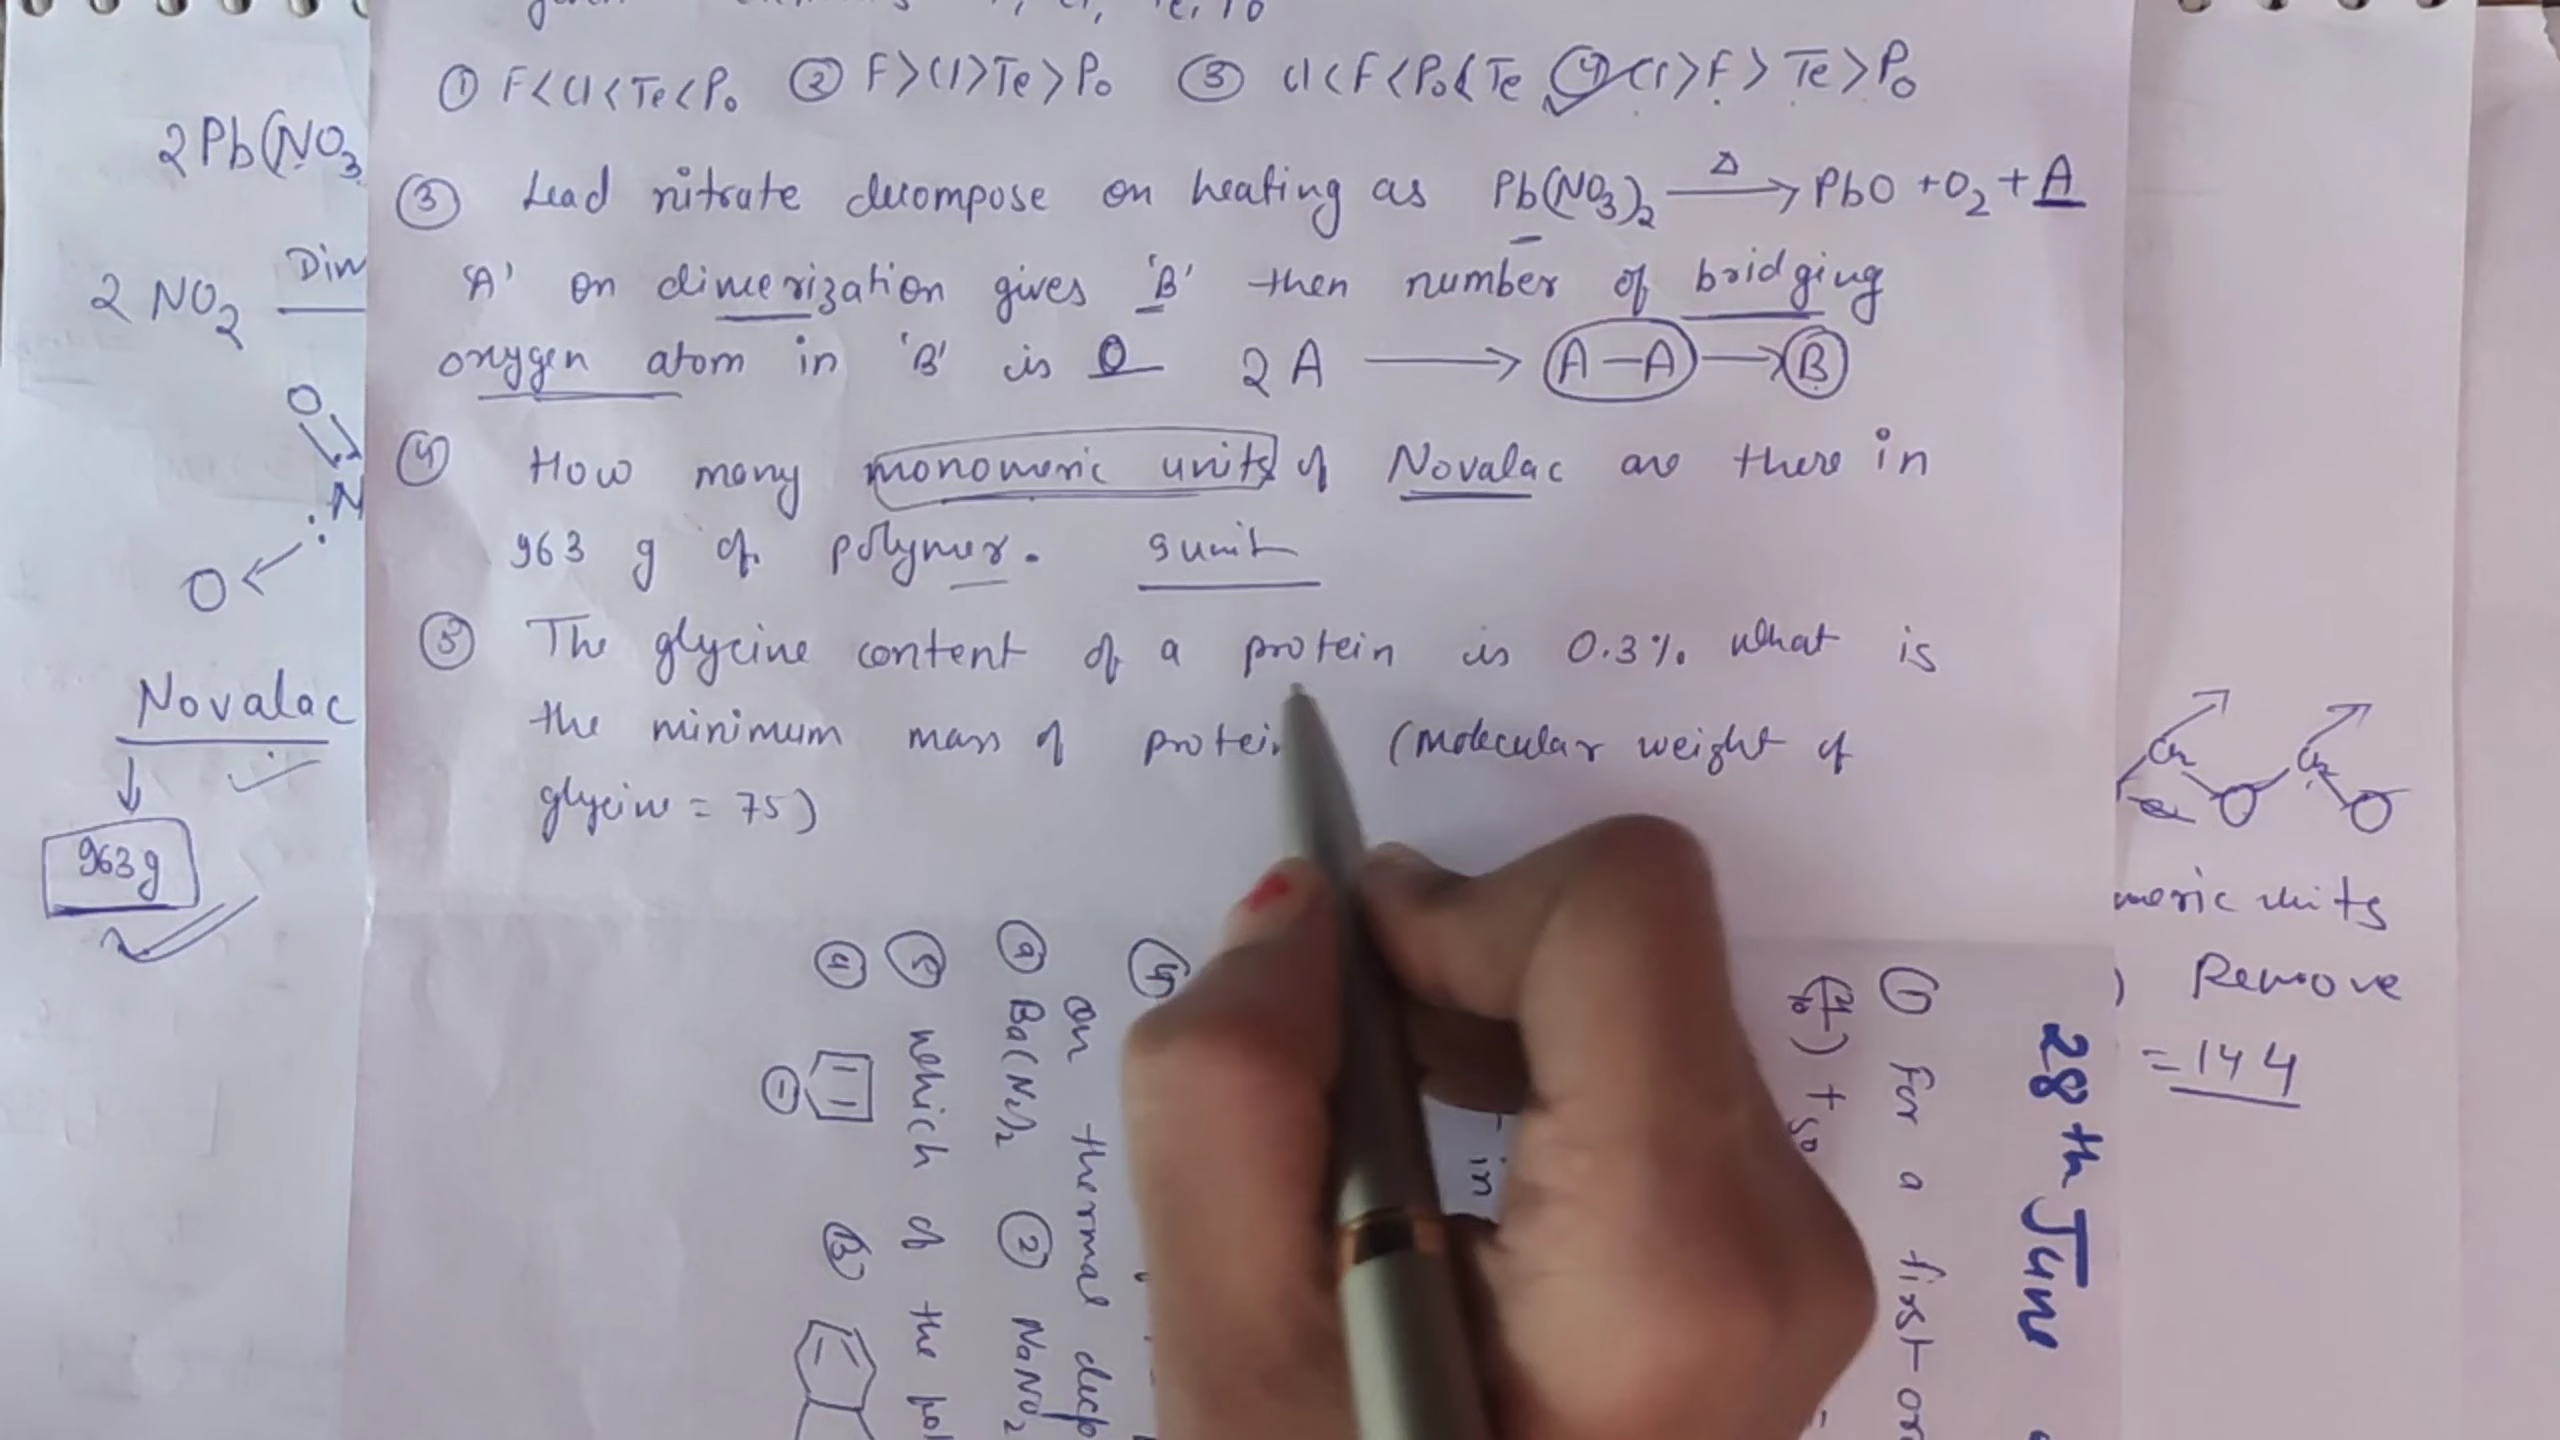 ① F<Cl<Te<Po ② F>Cl>Te>Po ③ Cl<F<Po<Te ④ Cl>F>Te>Po
③ Lead nitrate decompose on heating as Pb(NO3)2 →Δ PbO + O2 + A
'A' on dimerization gives 'B' then number of bridging
oxygen atom in 'B' is 0 2A → A-A → B
④ How many monomeric units of Novalac are there in
963 g of polymer. 9 unit
⑤ The glycine content of a protein is 0.3%. What is
the minimum mass of protein (Molecular weight of
glycine = 75)
2Pb(NO3
2 NO2 Dim
O
N
O
Novalac
963 g
meric units
) Remove
= 144
28th June
① For a first-or
t50
in
④
on thermal
① Ba(N3)2 ② NaNO2
⑤ which of the
Ⓐ Ⓑ